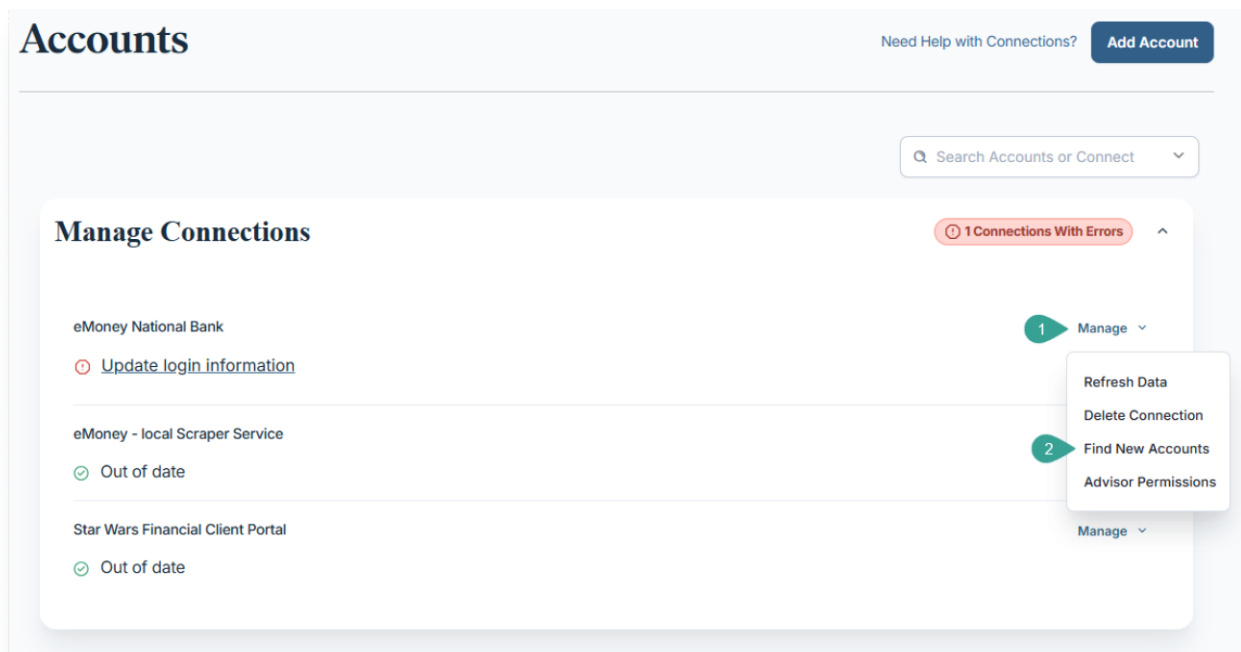 Accounts
Need Help with Connections?
Add Account
Search Accounts or Connect
Manage Connections
1 Connections With Errors
eMoney National Bank
1
Manage
Update login information
Refresh Data
Delete Connection
eMoney - local Scraper Service
2
Find New Accounts
Out of date
Advisor Permissions
Star Wars Financial Client Portal
Manage
Out of date